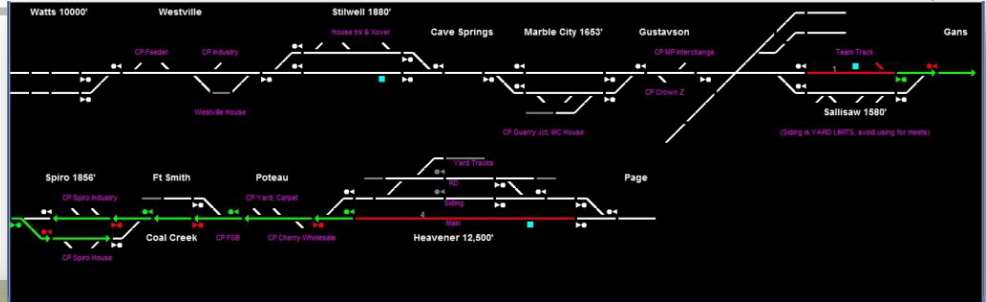 Watts 10000' Westville Stilwell 1880'
House trk & Xover
Cave Springs Marble City 1653' Gustavson Gans
CP Feeder CP Industry CP MP Interchange Team Track
1
Westville House CP Crown Z
Sallisaw 1580'
CP Quarry Jct, MC House (Siding is YARD LIMITS, avoid using for meets)
Yard Tracks
Spiro 1856' Ft Smith Poteau RD Page
CP Spiro Industry CP Yard, Carpet Siding
4
Main
Coal Creek CP FSB CP Cherry Wholesale Heavener 12,500'
CP Spiro House